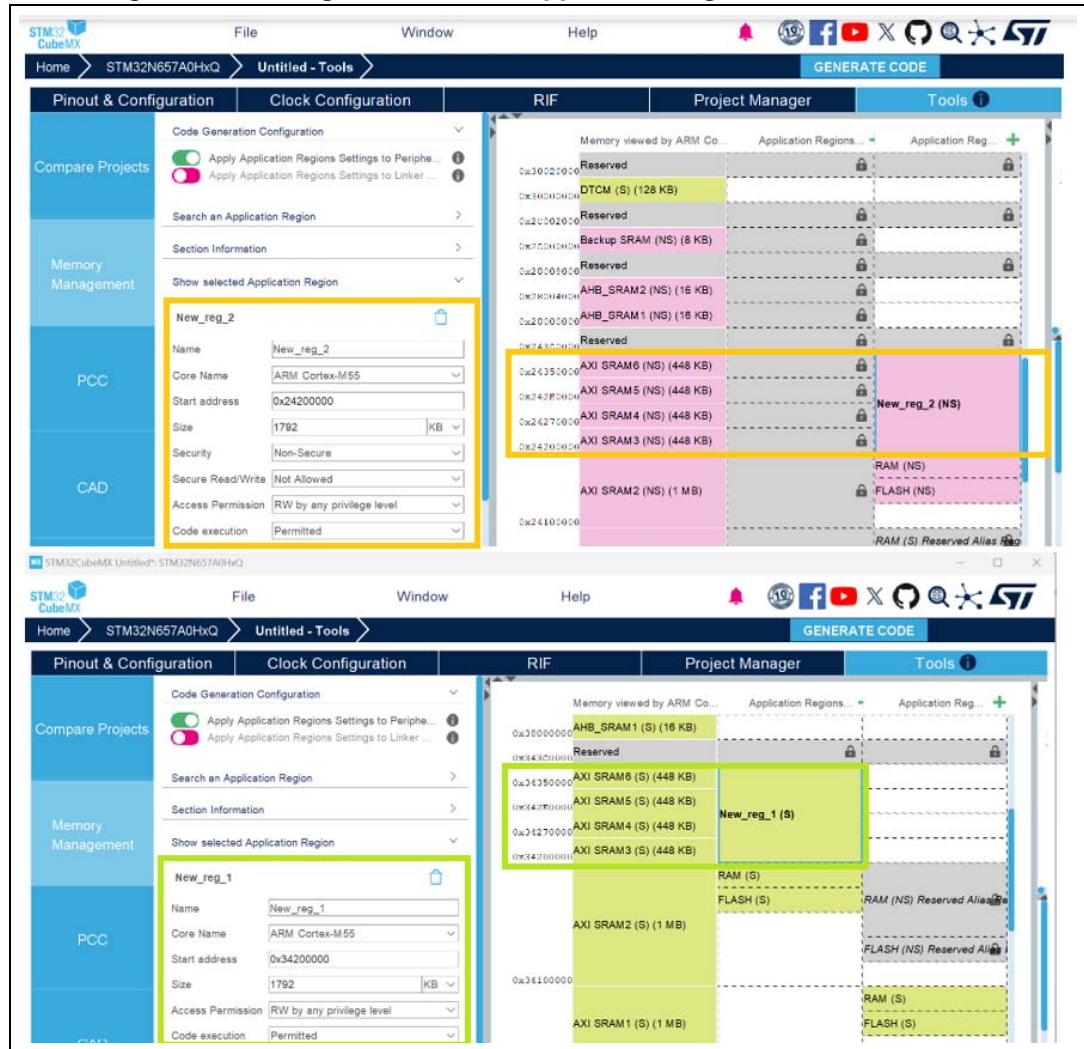 STM32 CubeMX
File
Window
Help
19
Home
STM32N657A0HxQ
Untitled - Tools
GENERATE CODE
Pinout & Configuration
Clock Configuration
RIF
Project Manager
Tools
Compare Projects
Memory Management
PCC
CAD
Code Generation Configuration
Apply Application Regions Settings to Periphe...
Apply Application Regions Settings to Linker ...
Search an Application Region
Section Information
Show selected Application Region
New_reg_2
Name New_reg_2
Core Name ARM Cortex-M55
Start address 0x24200000
Size 1792 KB
Security Non-Secure
Secure Read/Write Not Allowed
Access Permission RW by any privilege level
Code execution Permitted
Memory viewed by ARM Co...
Application Regions...
Application Reg...
Reserved
DTCM (S) (128 KB)
Reserved
Backup SRAM (NS) (8 KB)
Reserved
AHB_SRAM2 (NS) (16 KB)
AHB_SRAM1 (NS) (16 KB)
Reserved
0x24350000 AXI SRAM6 (NS) (448 KB)
0x242E0000 AXI SRAM5 (NS) (448 KB)
New_reg_2 (NS)
0x24270000 AXI SRAM4 (NS) (448 KB)
0x24200000 AXI SRAM3 (NS) (448 KB)
RAM (NS)
AXI SRAM2 (NS) (1 MB)
FLASH (NS)
0x24100000
RAM (S) Reserved Alias Reg
STM32CubeMX Untitled*: STM32N657A0HxQ
STM32 CubeMX
File
Window
Help
19
Home
STM32N657A0HxQ
Untitled - Tools
GENERATE CODE
Pinout & Configuration
Clock Configuration
RIF
Project Manager
Tools
Compare Projects
Memory Management
PCC
CAD
Code Generation Configuration
Apply Application Regions Settings to Periphe...
Apply Application Regions Settings to Linker ...
Search an Application Region
Section Information
Show selected Application Region
New_reg_1
Name New_reg_1
Core Name ARM Cortex-M55
Start address 0x34200000
Size 1792 KB
Access Permission RW by any privilege level
Code execution Permitted
Memory viewed by ARM Co...
Application Regions...
Application Reg...
AHB_SRAM1 (S) (16 KB)
0x343C0000 Reserved
0x34350000 AXI SRAM6 (S) (448 KB)
0x342E0000 AXI SRAM5 (S) (448 KB)
New_reg_1 (S)
0x34270000 AXI SRAM4 (S) (448 KB)
0x34200000 AXI SRAM3 (S) (448 KB)
RAM (S)
FLASH (S)
RAM (NS) Reserved Alias Re
AXI SRAM2 (S) (1 MB)
FLASH (NS) Reserved Alias
0x34100000
RAM (S)
AXI SRAM1 (S) (1 MB)
FLASH (S)